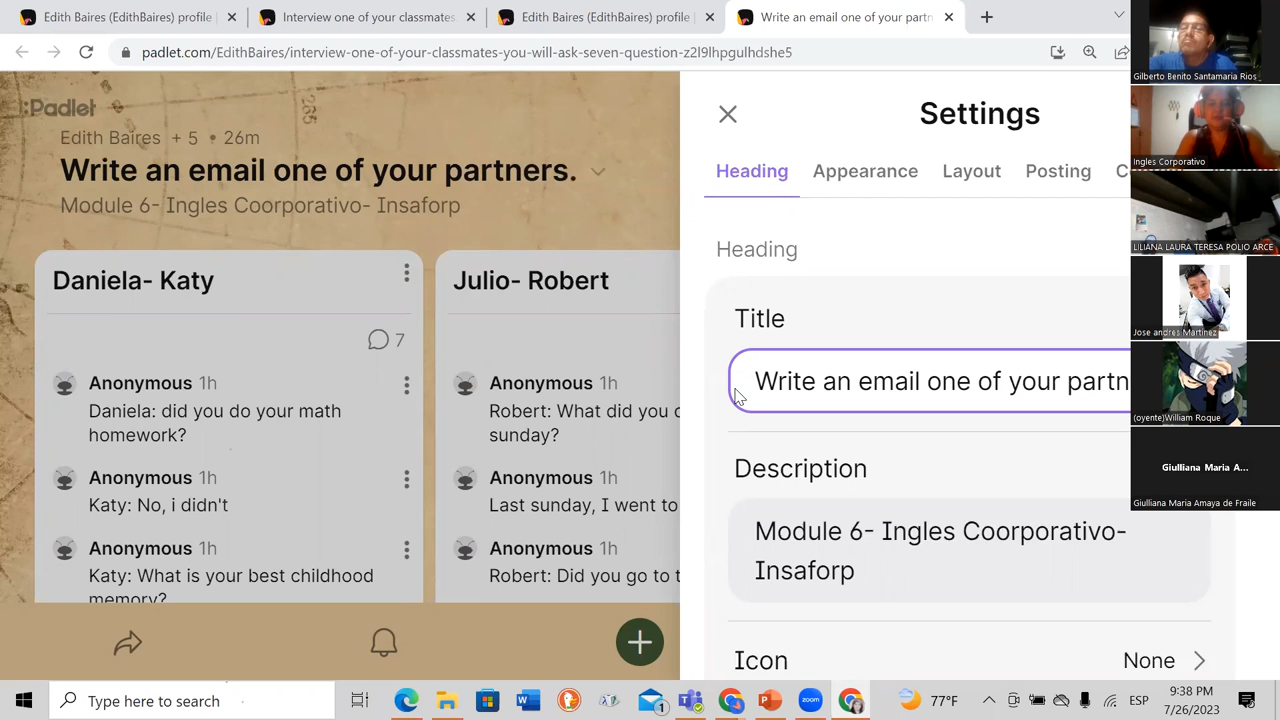 Edith Baires (EdithBaires) profile |
Interview one of your classmates
Edith Baires (EdithBaires) profile |
Write an email one of your partn
padlet.com/EdithBaires/interview-one-of-your-classmates-you-will-ask-seven-question-z2l9lhpgulhdshe5
:Padlet
Edith Baires + 5 • 26m
Write an email one of your partners.
Module 6- Ingles Coorporativo- Insaforp
Daniela- Katy
7
Anonymous 1h
Daniela: did you do your math
homework?
Anonymous 1h
Katy: No, i didn't
Anonymous 1h
Katy: What is your best childhood
memory?
Julio- Robert
Anonymous 1h
Robert: What did you d
sunday?
Anonymous 1h
Last sunday, I went to
Anonymous 1h
Robert: Did you go to t
Settings
Heading
Appearance
Layout
Posting
C
Heading
Title
Write an email one of your partn
Description
Module 6- Ingles Coorporativo-
Insaforp
Icon
None
Gilberto Benito Santamaria Rios
Ingles Corporativo
LILIANA LAURA TERESA POLIO ARCE
Jose andres Martinez
(oyente)William Roque
Giulliana Maria A...
Giulliana Maria Amaya de Fraile
Type here to search
1
77°F
ESP
9:38 PM
7/26/2023